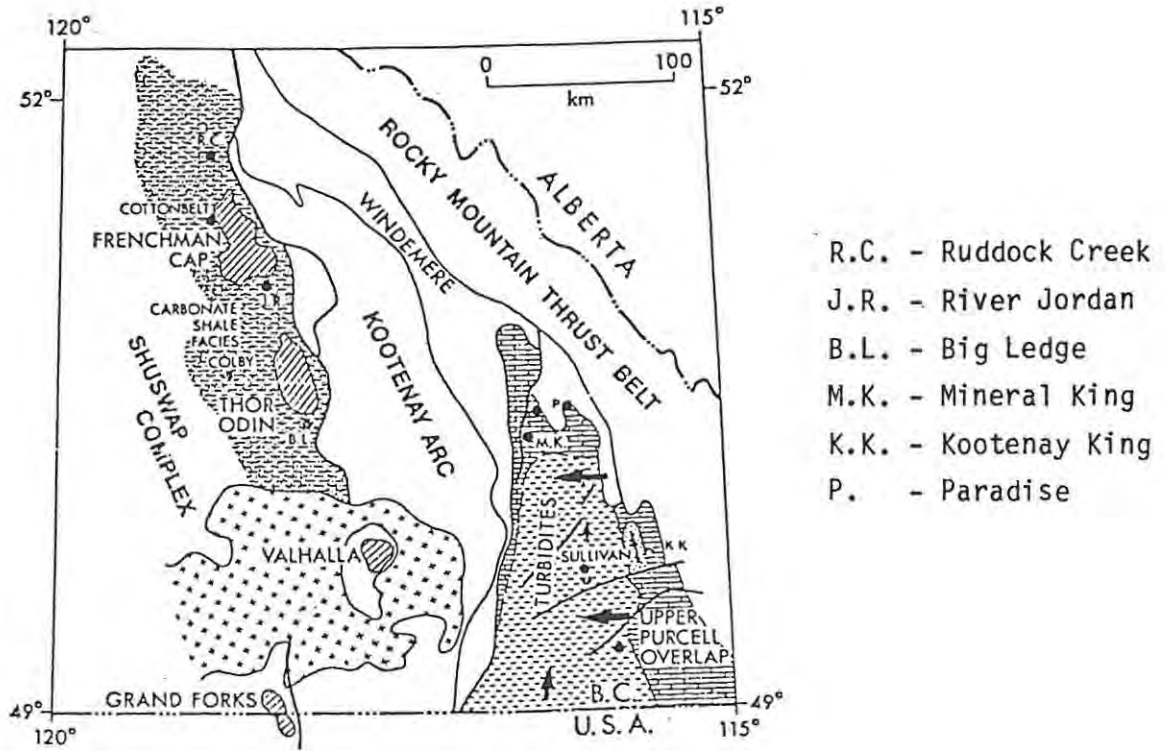 120°
115°
52°
0 100
km
52°
R.C.
COTTONBELT
FRENCHMAN
CAP
J.R.
CARBONATE
SHALE
FACIES
COLBY
THOR
ODIN
B.L.
SHUSWAP
COMPLEX
KOOTENAY ARC
WINDEMERE
ROCKY MOUNTAIN THRUST BELT
ALBERTA
P
M.K.
TURBIDITES
SULLIVAN
K K
UPPER
PURCELL
OVERLAP
VALHALLA
GRAND FORKS
B.C.
U.S.A.
49°
49°
120°
115°
R.C. - Ruddock Creek
J.R. - River Jordan
B.L. - Big Ledge
M.K. - Mineral King
K.K. - Kootenay King
P. - Paradise